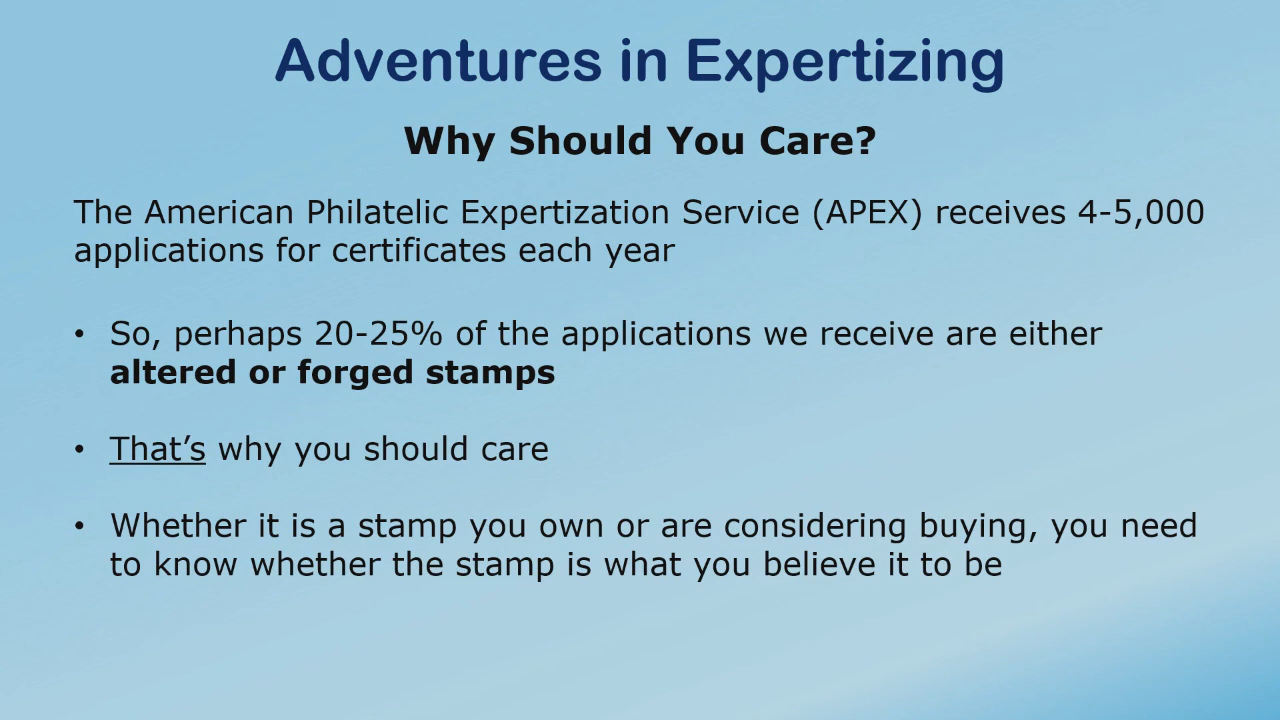 Adventures in Expertizing
Why Should You Care?
The American Philatelic Expertization Service (APEX) receives 4-5,000
applications for certificates each year
• So, perhaps 20-25% of the applications we receive are either
altered or forged stamps
• That’s why you should care
• Whether it is a stamp you own or are considering buying, you need
to know whether the stamp is what you believe it to be